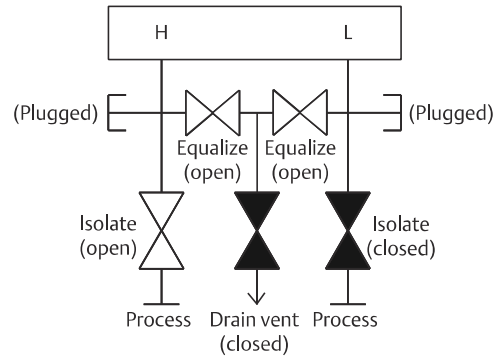 H
L
(Plugged)
(Plugged)
Equalize
(open)
Equalize
(open)
Isolate
(open)
Isolate
(closed)
Process
Drain vent
(closed)
Process